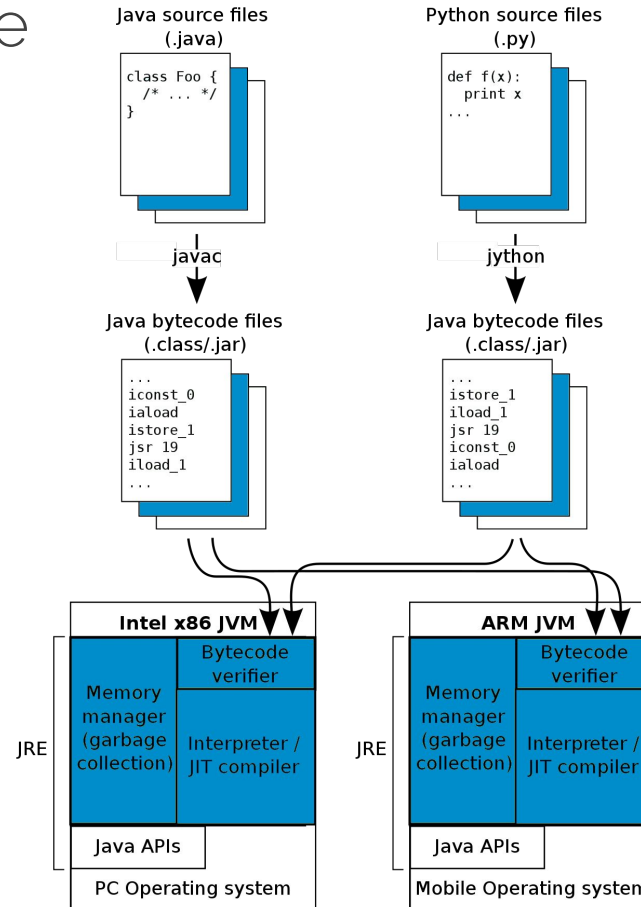 e
Java source files
(.java)
class Foo {
/* ... */
}
Python source files
(.py)
def f(x):
print x
...
javac
jython
Java bytecode files
(.class/.jar)
...
iconst_0
iaload
istore_1
jsr 19
iload_1
...
Java bytecode files
(.class/.jar)
...
istore_1
iload_1
jsr 19
iconst_0
iaload
...
Intel x86 JVM
Bytecode
verifier
Memory
manager
(garbage
collection)
Interpreter /
JIT compiler
JRE
Java APIs
PC Operating system
ARM JVM
Bytecode
verifier
Memory
manager
(garbage
collection)
Interpreter /
JIT compiler
JRE
Java APIs
Mobile Operating system